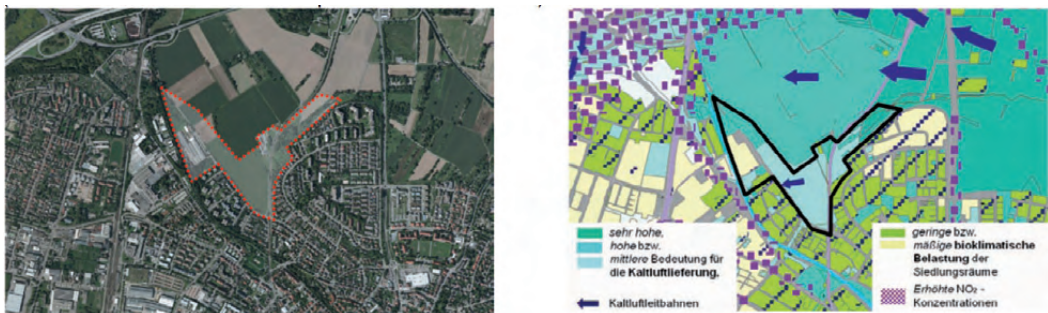 sehr hohe,
hohe bzw.
mittlere Bedeutung für
die Kaltluftlieferung.
Kaltluftleitbahnen
geringe bzw.
mäßige bioklimatische
Belastung der
Siedlungsräume
Erhöhte NO₂ -
Konzentrationen